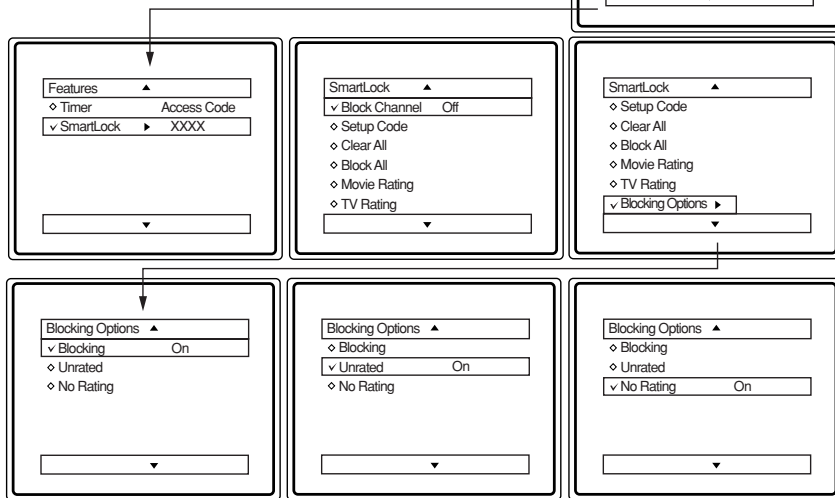 Features
Timer Access Code
SmartLock XXXX
SmartLock
Block Channel Off
Setup Code
Clear All
Block All
Movie Rating
TV Rating
SmartLock
Setup Code
Clear All
Block All
Movie Rating
TV Rating
Blocking Options
Blocking Options
Blocking On
Unrated
No Rating
Blocking Options
Blocking
Unrated On
No Rating
Blocking Options
Blocking
Unrated
No Rating On